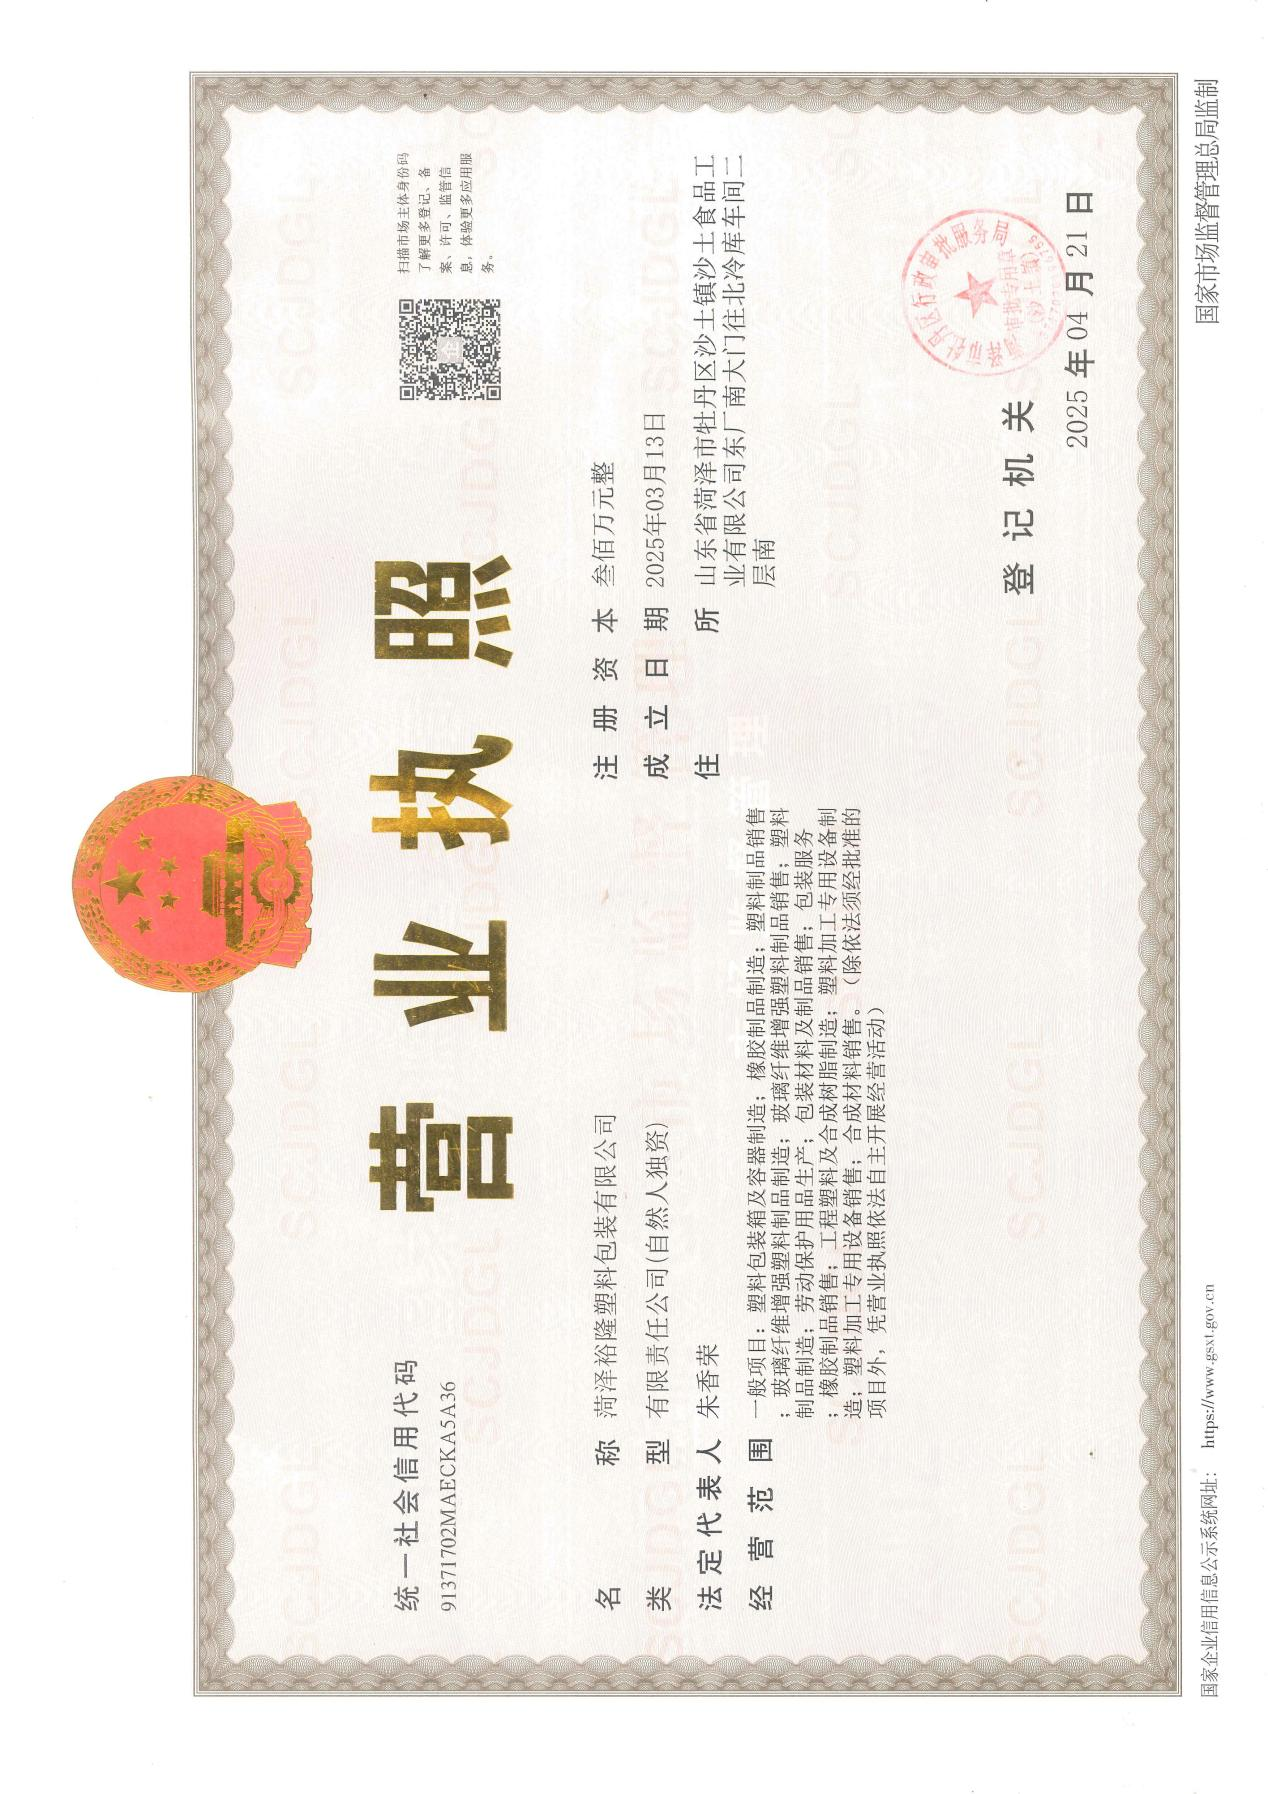 营业执照
统一社会信用代码
91371702MAECKA5A36
扫描市场主体身份码
了解更多登记、备
案、许可、监管信
息，体验更多应用服
务。
名称 菏泽裕隆塑料包装有限公司
类型 有限责任公司(自然人独资)
法定代表人 朱香荣
经营范围 一般项目：塑料包装箱及容器制造；橡胶制品制造；塑料制品销售
；玻璃纤维增强塑料制品制造；玻璃纤维增强塑料制品销售；塑料
制品制造；劳动保护用品生产；包装材料及制品销售；包装服务
；橡胶制品销售；工程塑料及合成树脂制造；塑料加工专用设备制
造；塑料加工专用设备销售；合成材料销售。（除依法须经批准的
项目外，凭营业执照依法自主开展经营活动）
注册资本 叁佰万元整
成立日期 2025年03月13日
住所 山东省菏泽市牡丹区沙土镇沙土食品工
业有限公司东厂南大门往北冷库车间二
层南
登记机关
菏泽市牡丹区行政审批服务局
审批专用章
(沙土镇)
2025 年 04 月 21 日
国家企业信用信息公示系统网址： https://www.gsxt.gov.cn
国家市场监督管理总局监制